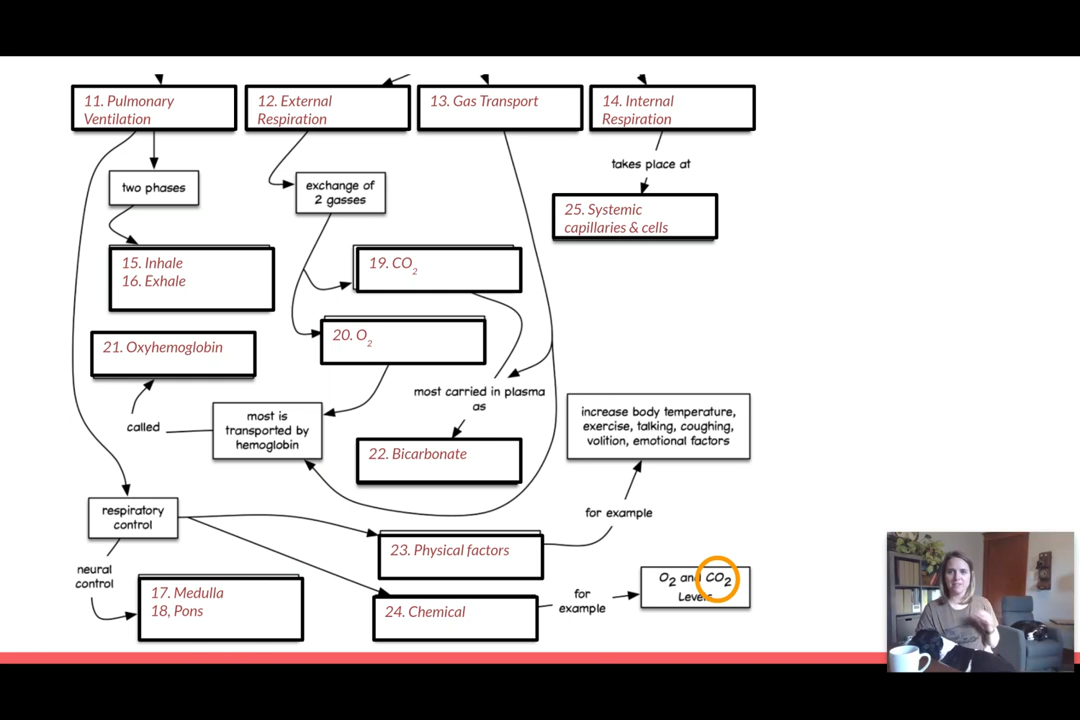 11. Pulmonary
Ventilation
12. External
Respiration
13. Gas Transport
14. Internal
Respiration
takes place at
two phases
exchange of
2 gasses
25. Systemic
capillaries & cells
15. Inhale
16. Exhale
19. CO2
20. O2
21. Oxyhemoglobin
most carried in plasma
as
called
most is
transported by
hemoglobin
increase body temperature,
exercise, talking, coughing,
volition, emotional factors
22. Bicarbonate
respiratory
control
for example
23. Physical factors
neural
control
17. Medulla
18, Pons
24. Chemical
for
example
O2 and CO2
Levels